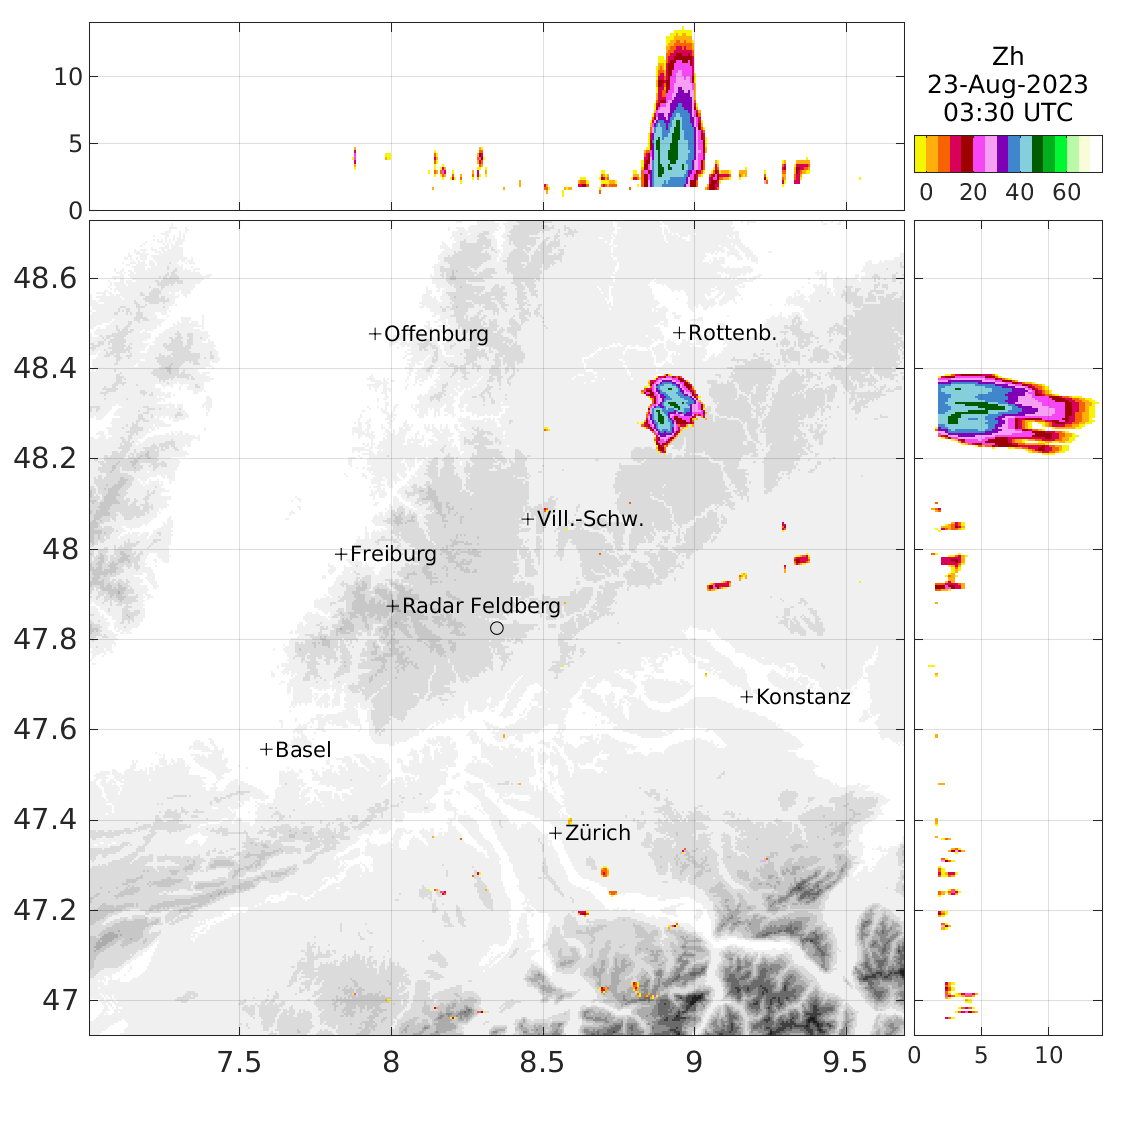 10
5
0
Zh
23-Aug-2023
03:30 UTC
0 20 40 60
48.6
48.4
48.2
48
47.8
47.6
47.4
47.2
47
+Offenburg
+Rottenb.
+Vill.-Schw.
+Freiburg
+Radar Feldberg
+Konstanz
+Basel
+Zürich
7.5 8 8.5 9 9.5
0 5 10